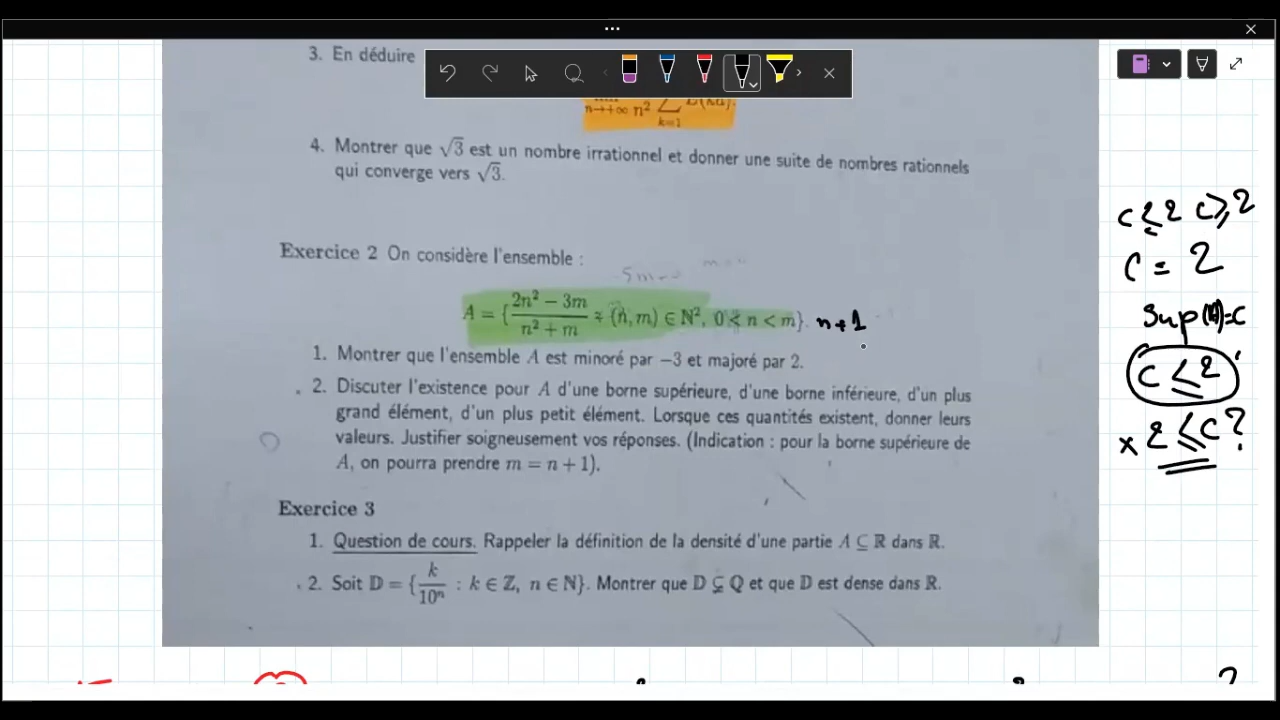 3. En déduire
n→+∞ n² ∑ E(ka).
k=1
4. Montrer que √3 est un nombre irrationnel et donner une suite de nombres rationnels
qui converge vers √3.
Exercice 2 On considère l'ensemble :
A = { (2n² − 3m)/(n² + m) ; (n, m) ∈ ℕ², 0 < n < m}. n+1
1. Montrer que l'ensemble A est minoré par −3 et majoré par 2.
2. Discuter l'existence pour A d'une borne supérieure, d'une borne inférieure, d'un plus
grand élément, d'un plus petit élément. Lorsque ces quantités existent, donner leurs
valeurs. Justifier soigneusement vos réponses. (Indication : pour la borne supérieure de
A, on pourra prendre m = n + 1).
Exercice 3
1. Question de cours. Rappeler la définition de la densité d'une partie A ⊆ ℝ dans ℝ.
2. Soit 𝔻 = { k/10ⁿ : k ∈ ℤ, n ∈ ℕ}. Montrer que 𝔻 ⊊ ℚ et que 𝔻 est dense dans ℝ.
C ≤ 2 C ≥ 2
C = 2
Sup(A)=C
C ≤ 2
× 2 ≤ C ?
?